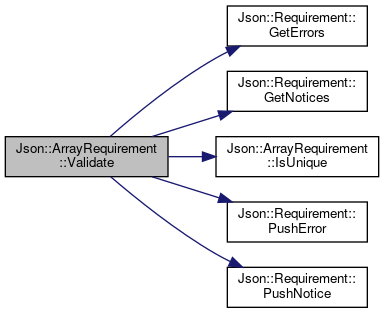 Json::ArrayRequirement
::Validate
Json::Requirement::
GetErrors
Json::Requirement::
GetNotices
Json::ArrayRequirement
::IsUnique
Json::Requirement::
PushError
Json::Requirement::
PushNotice